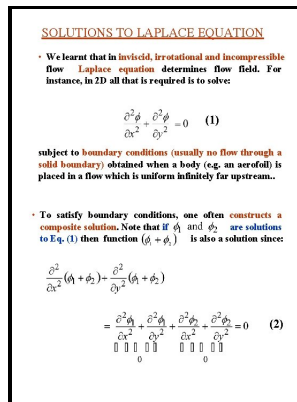 SOLUTIONS TO LAPLACE EQUATION
• We learnt that in inviscid, irrotational and incompressible
flow Laplace equation determines flow field. For
instance, in 2D all that is required is to solve:
∂²ϕ/∂x² + ∂²ϕ/∂y² = 0 (1)
subject to boundary conditions (usually no flow through a
solid boundary) obtained when a body (e.g. an aerofoil) is
placed in a flow which is uniform infinitely far upstream..
• To satisfy boundary conditions, one often constructs a
composite solution. Note that if ϕ₁ and ϕ₂ are solutions
to Eq. (1) then function (ϕ₁ + ϕ₂) is also a solution since:
∂²/∂x² (ϕ₁ + ϕ₂) + ∂²/∂y² (ϕ₁ + ϕ₂)
= ∂²ϕ₁/∂x² + ∂²ϕ₁/∂y² + ∂²ϕ₂/∂x² + ∂²ϕ₂/∂y² = 0 (2)
▯ ▯ ▯ ▯ ▯ ▯ ▯ ▯
0 0